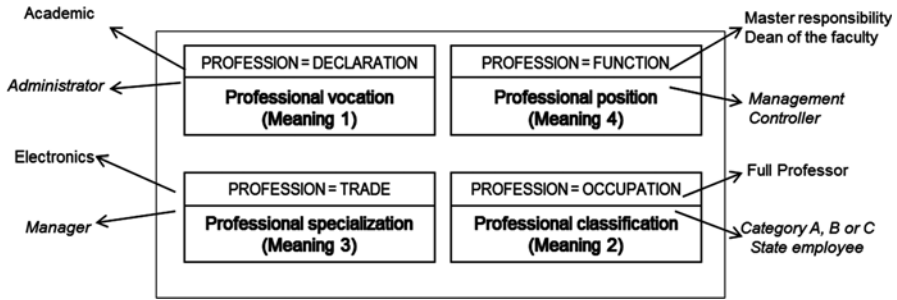 Academic
Administrator
PROFESSION = DECLARATION
Professional vocation
(Meaning 1)
PROFESSION = FUNCTION
Professional position
(Meaning 4)
Master responsibility
Dean of the faculty
Management
Controller
Electronics
Manager
PROFESSION = TRADE
Professional specialization
(Meaning 3)
PROFESSION = OCCUPATION
Professional classification
(Meaning 2)
Full Professor
Category A, B or C
State employee